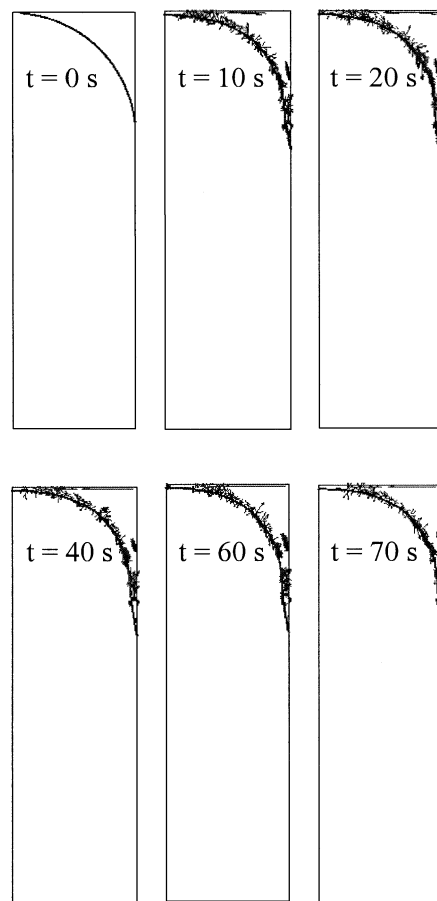 t = 0 s
t = 10 s
t = 20 s
t = 40 s
t = 60 s
t = 70 s